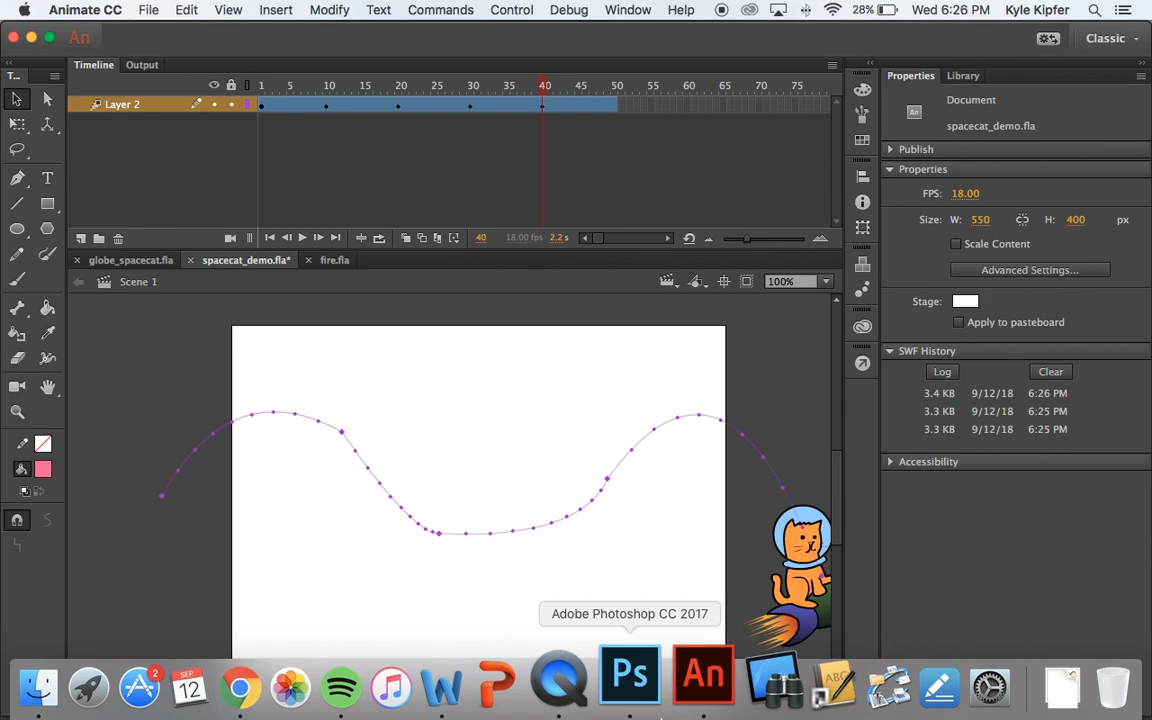 Animate CC File Edit View Insert Modify Text Commands Control Debug Window Help 28% Wed 6:26 PM Kyle Kipfer
An Classic
Timeline Output
T...
1 5 10 15 20 25 30 35 40 45 50 55 60 65 70 75
Layer 2
40 18.00 fps 2.2 s
globe_spacecat.fla spacecat_demo.fla* fire.fla
Scene 1 100%
Properties Library
Document
An spacecat_demo.fla
Publish
Properties
FPS: 18.00
Size: W: 550 H: 400 px
Scale Content
Advanced Settings...
Stage:
Apply to pasteboard
SWF History
Log Clear
3.4 KB 9/12/18 6:26 PM
3.3 KB 9/12/18 6:25 PM
3.3 KB 9/12/18 6:25 PM
Accessibility
Adobe Photoshop CC 2017
2
SEP
12
W
Ps
An
ABC